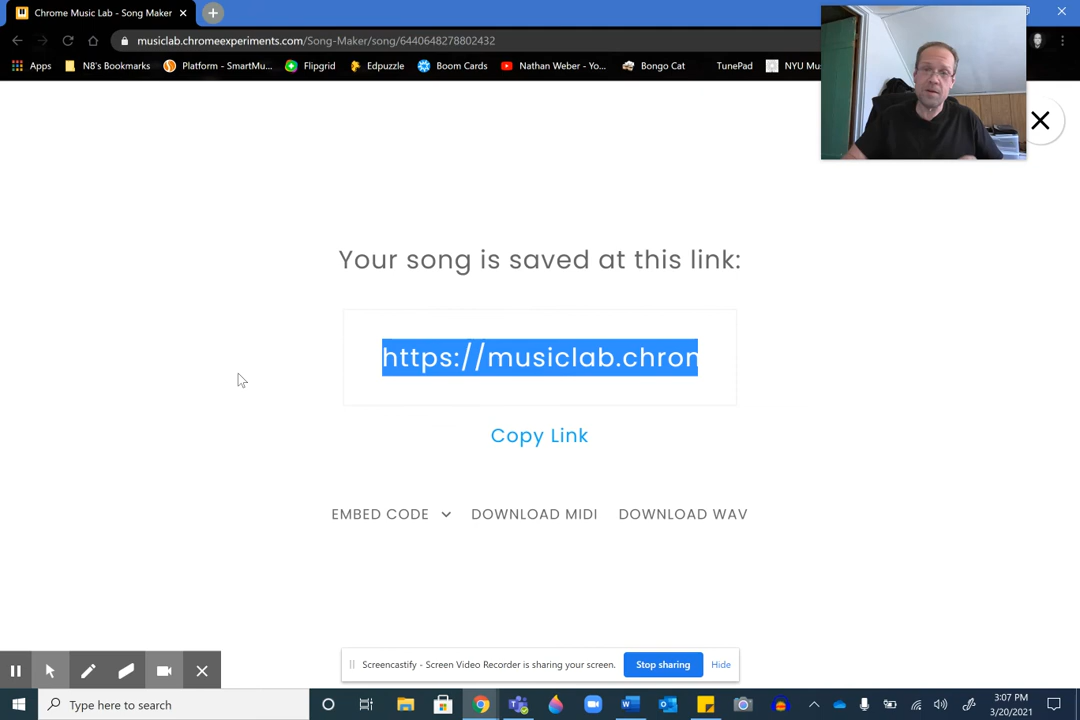 Chrome Music Lab - Song Maker
musiclab.chromeexperiments.com/Song-Maker/song/6440648278802432
Apps
N8's Bookmarks
Platform - SmartMu...
Flipgrid
Edpuzzle
Boom Cards
Nathan Weber - Yo...
Bongo Cat
TunePad
NYU Mu
Your song is saved at this link:
https://musiclab.chrom
Copy Link
EMBED CODE
DOWNLOAD MIDI
DOWNLOAD WAV
Screencastify - Screen Video Recorder is sharing your screen.
Stop sharing
Hide
Type here to search
3:07 PM
3/20/2021